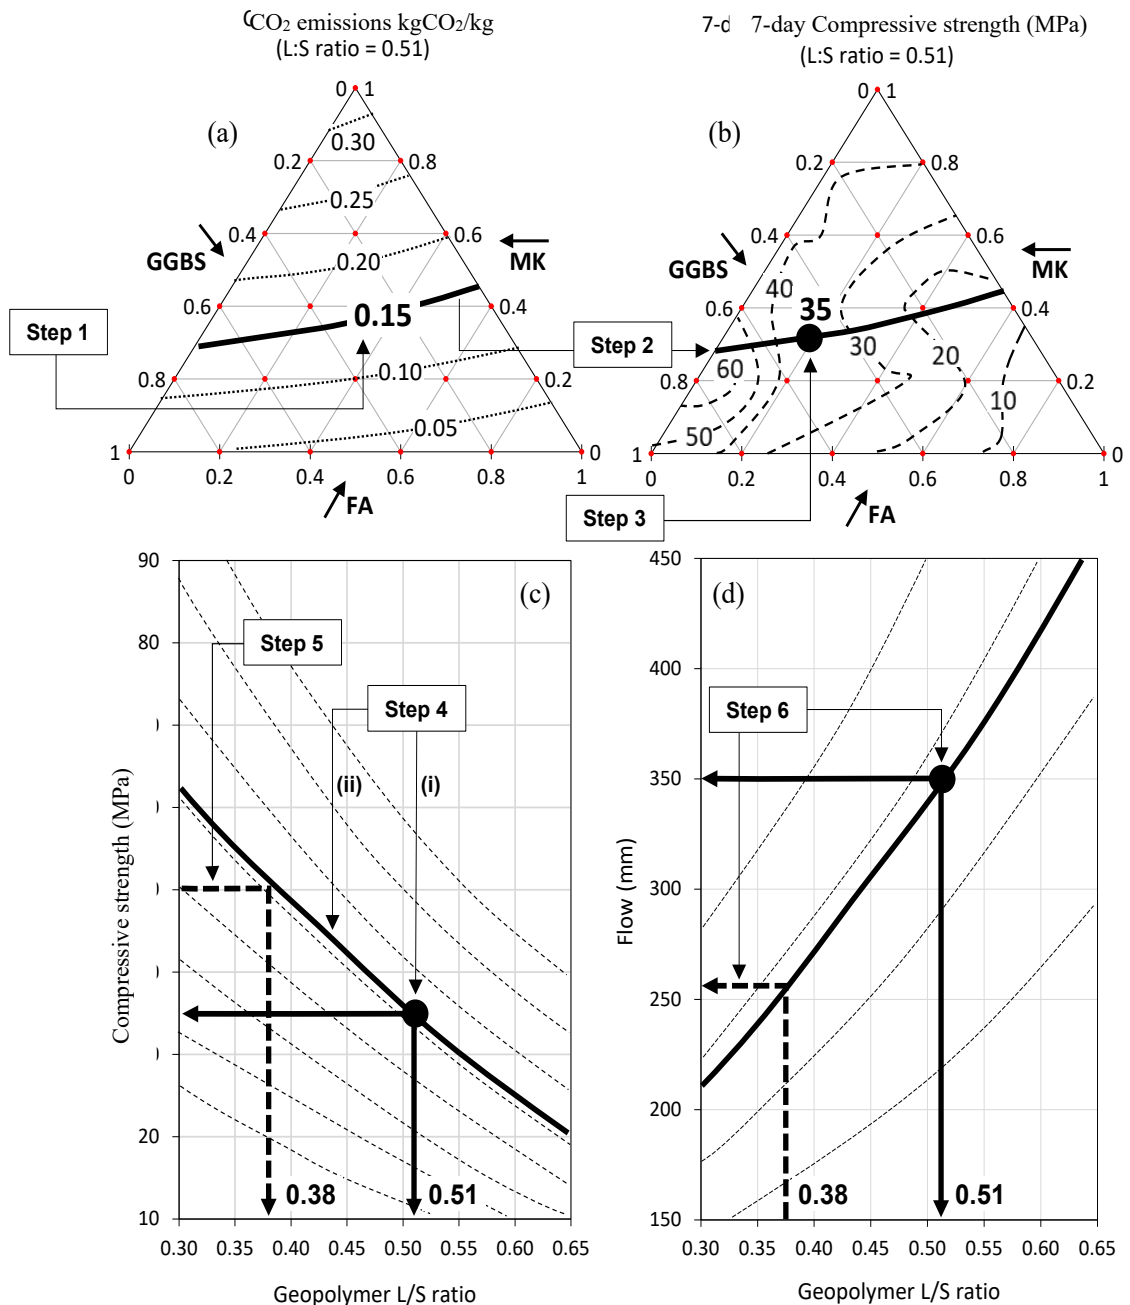 CO₂ emissions kgCO₂/kg
(L:S ratio = 0.51)
7-d 7-day Compressive strength (MPa)
(L:S ratio = 0.51)
(a)
0 1
0.30
0.2 0.8
0.25
0.4 0.6
GGBS
MK
0.20
0.6 0.4
0.15
Step 1
0.8 0.2
0.10
0.05
1 0
0 0.2 0.4 0.6 0.8 1
FA
(b)
0 1
0.2 0.8
0.4 0.6
GGBS
MK
40
0.6 0.4
35
Step 2
30
20
60
0.8 0.2
10
50
1 0
0 0.2 0.4 0.6 0.8 1
FA
Step 3
(c)
90
80
20
10
Step 5
Step 4
(ii) (i)
Compressive strength (MPa)
0.38 0.51
0.30 0.35 0.40 0.45 0.50 0.55 0.60 0.65
Geopolymer L/S ratio
(d)
450
400
350
300
250
200
150
Step 6
Flow (mm)
0.38 0.51
0.30 0.35 0.40 0.45 0.50 0.55 0.60 0.65
Geopolymer L/S ratio